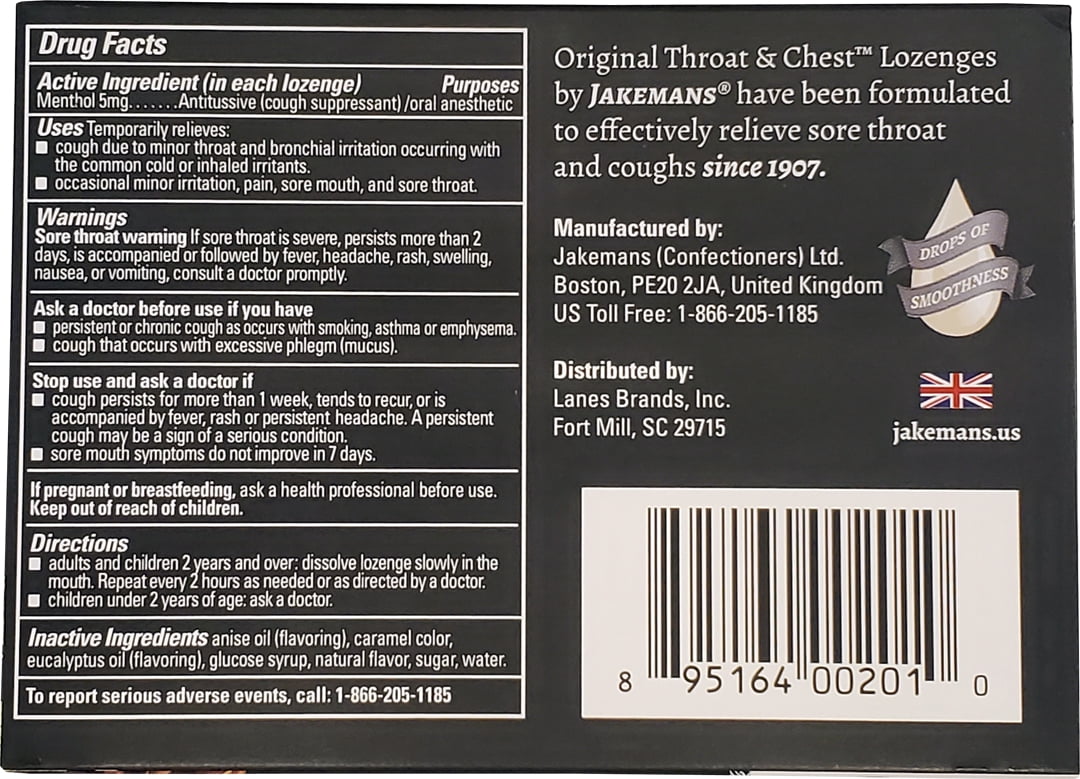 Drug Facts
Active Ingredient (in each lozenge) Purposes
Menthol 5mg.......Antitussive (cough suppressant) /oral anesthetic
Uses Temporarily relieves:
■ cough due to minor throat and bronchial irritation occurring with
the common cold or inhaled irritants.
■ occasional minor irritation, pain, sore mouth, and sore throat.
Warnings
Sore throat warning If sore throat is severe, persists more than 2
days, is accompanied or followed by fever, headache, rash, swelling,
nausea, or vomiting, consult a doctor promptly.
Ask a doctor before use if you have
■ persistent or chronic cough as occurs with smoking, asthma or emphysema.
■ cough that occurs with excessive phlegm (mucus).
Stop use and ask a doctor if
■ cough persists for more than 1 week, tends to recur, or is
accompanied by fever, rash or persistent headache. A persistent
cough may be a sign of a serious condition.
■ sore mouth symptoms do not improve in 7 days.
If pregnant or breastfeeding, ask a health professional before use.
Keep out of reach of children.
Directions
■ adults and children 2 years and over: dissolve lozenge slowly in the
mouth. Repeat every 2 hours as needed or as directed by a doctor.
■ children under 2 years of age: ask a doctor.
Inactive Ingredients anise oil (flavoring), caramel color,
eucalyptus oil (flavoring), glucose syrup, natural flavor, sugar, water.
To report serious adverse events, call: 1-866-205-1185
Original Throat & Chest™ Lozenges
by JAKEMANS® have been formulated
to effectively relieve sore throat
and coughs since 1907.
Manufactured by:
Jakemans (Confectioners) Ltd.
Boston, PE20 2JA, United Kingdom
US Toll Free: 1-866-205-1185
DROPS OF
SMOOTHNESS
Distributed by:
Lanes Brands, Inc.
Fort Mill, SC 29715
jakemans.us
8 95164 00201 0